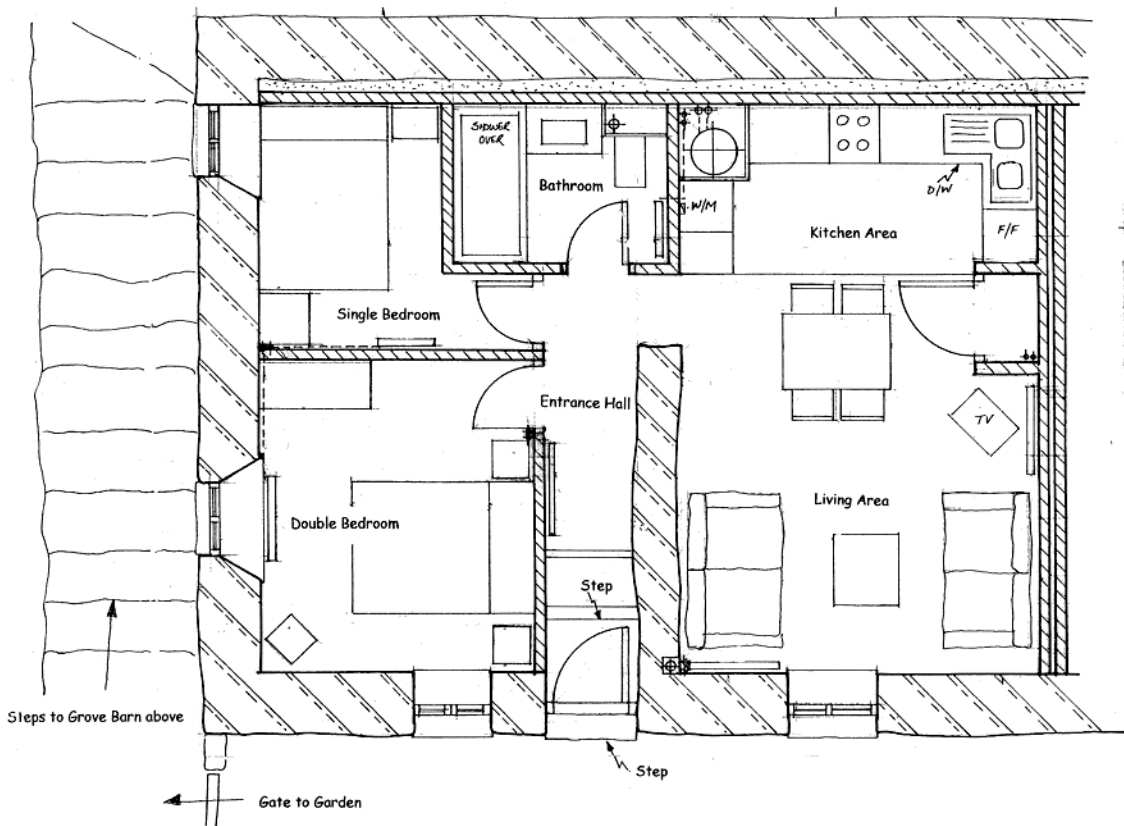 SHOWER
OVER
Bathroom
W/M
D/W
Kitchen Area
F/F
Single Bedroom
Entrance Hall
TV
Living Area
Double Bedroom
Step
Steps to Grove Barn above
Step
Gate to Garden